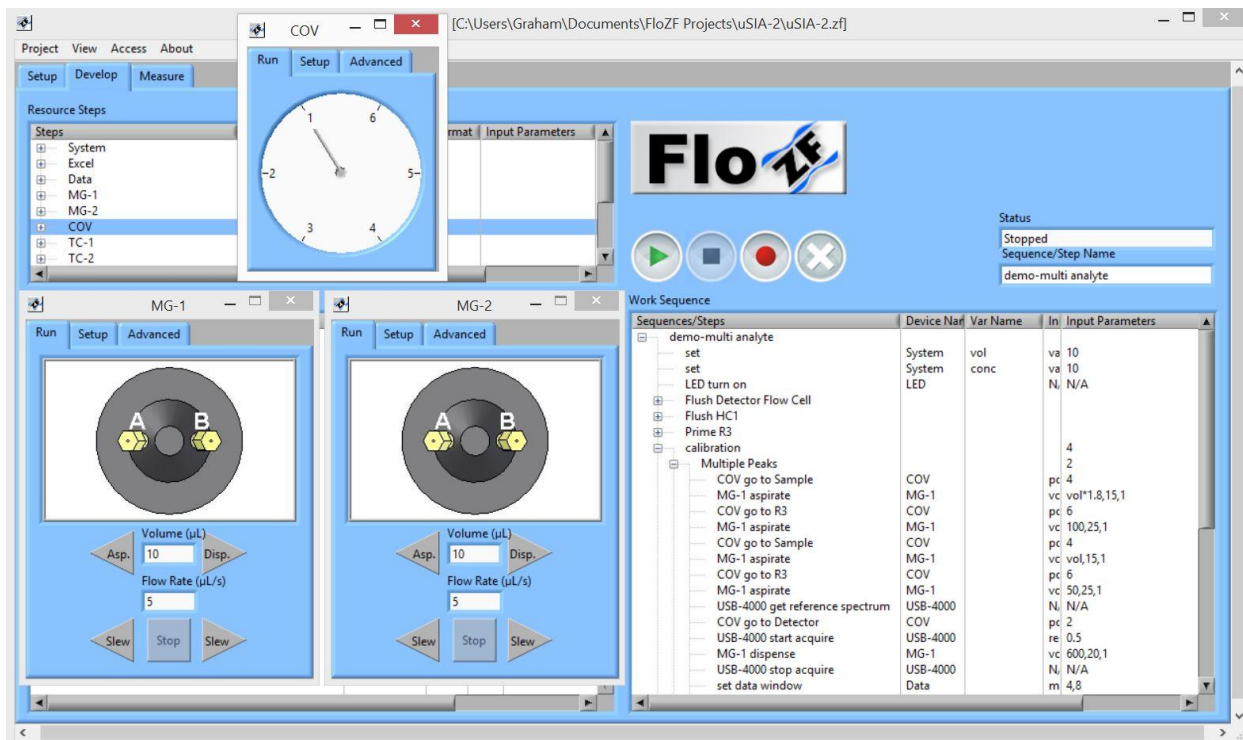 COV
[C:\Users\Graham\Documents\FloZF Projects\uSIA-2\uSIA-2.zf]
Project View Access About
Run Setup Advanced
Setup Develop Measure
Resource Steps
Steps rmat Input Parameters
System
Excel
Data
MG-1
MG-2
COV
TC-1
TC-2
1 6
2 5
3 4
FloZF
Status
Stopped
Sequence/Step Name
demo-multi analyte
MG-1
Run Setup Advanced
A B
Volume (µL)
Asp. 10 Disp.
Flow Rate (µL/s)
5
Slew Stop Slew
MG-2
Run Setup Advanced
A B
Volume (µL)
Asp. 10 Disp.
Flow Rate (µL/s)
5
Slew Stop Slew
Work Sequence
Sequences/Steps Device Nar Var Name In Input Parameters
demo-multi analyte
set System vol va 10
set System conc va 10
LED turn on LED N, N/A
Flush Detector Flow Cell
Flush HC1
Prime R3
calibration 4
Multiple Peaks 2
COV go to Sample COV pc 4
MG-1 aspirate MG-1 vc vol*1.8,15,1
COV go to R3 COV pc 6
MG-1 aspirate MG-1 vc 100,25,1
COV go to Sample COV pc 4
MG-1 aspirate MG-1 vc vol,15,1
COV go to R3 COV pc 6
MG-1 aspirate MG-1 vc 50,25,1
USB-4000 get reference spectrum USB-4000 N, N/A
COV go to Detector COV pc 2
USB-4000 start acquire USB-4000 re 0.5
MG-1 dispense MG-1 vc 600,20,1
USB-4000 stop acquire USB-4000 N, N/A
set data window Data m 4,8